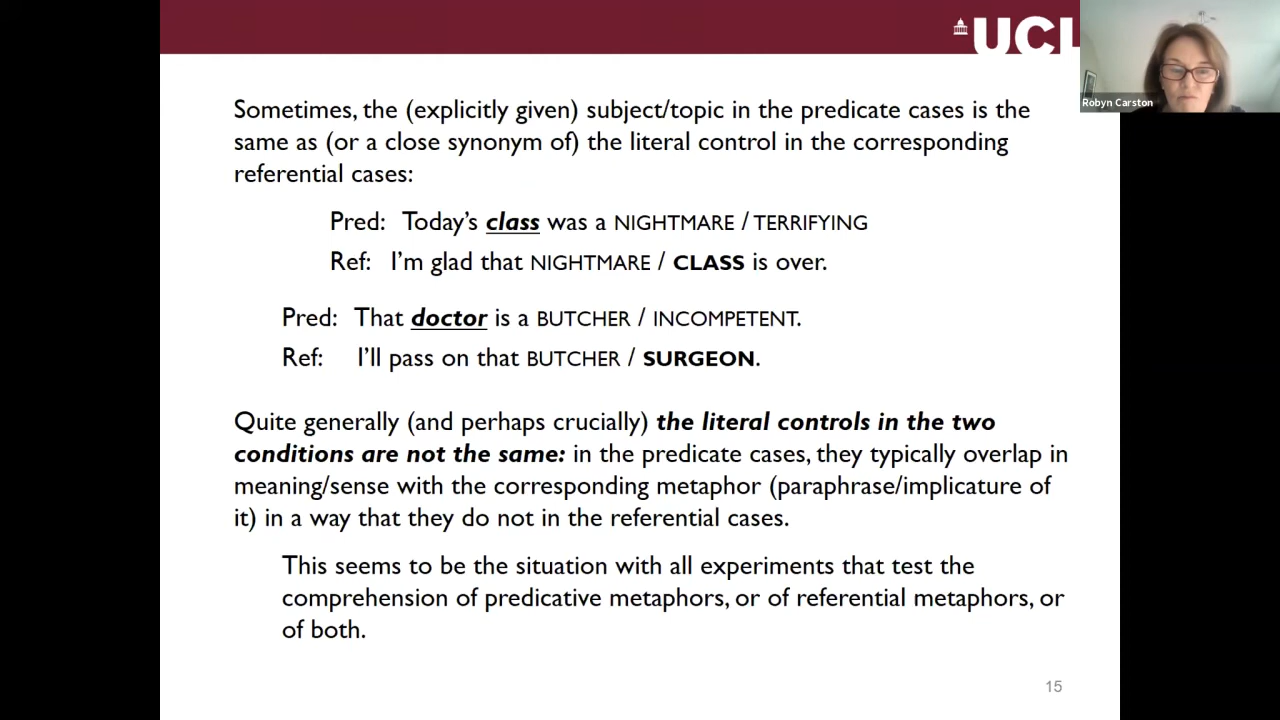 UCL
Robyn Carston
Sometimes, the (explicitly given) subject/topic in the predicate cases is the
same as (or a close synonym of) the literal control in the corresponding
referential cases:
Pred: Today's class was a NIGHTMARE / TERRIFYING
Ref: I'm glad that NIGHTMARE / CLASS is over.
Pred: That doctor is a BUTCHER / INCOMPETENT.
Ref: I'll pass on that BUTCHER / SURGEON.
Quite generally (and perhaps crucially) the literal controls in the two
conditions are not the same: in the predicate cases, they typically overlap in
meaning/sense with the corresponding metaphor (paraphrase/implicature of
it) in a way that they do not in the referential cases.
This seems to be the situation with all experiments that test the
comprehension of predicative metaphors, or of referential metaphors, or
of both.
15